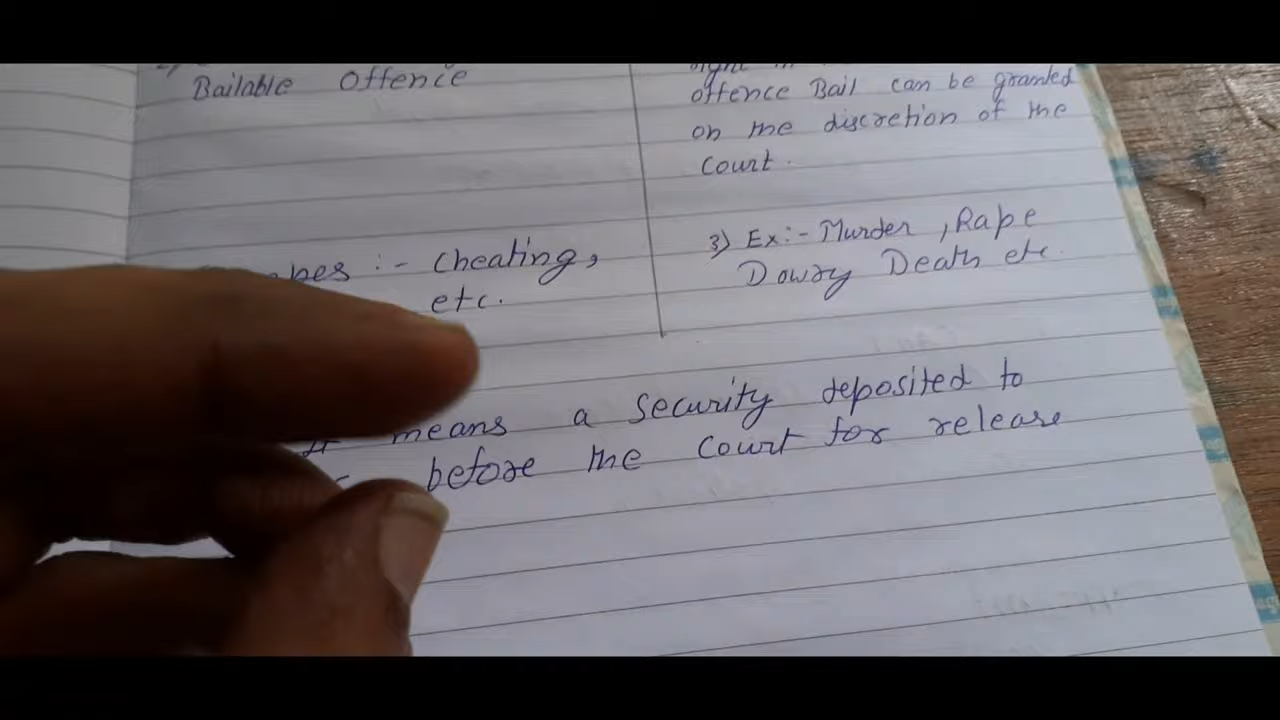 Bailable Offence
offence Bail can be granted
on the discretion of the
Court.
: - Cheating,
etc.
3) Ex: - Murder, Rape
Dowry Death etc.
It means a security deposited to
before the Court for release